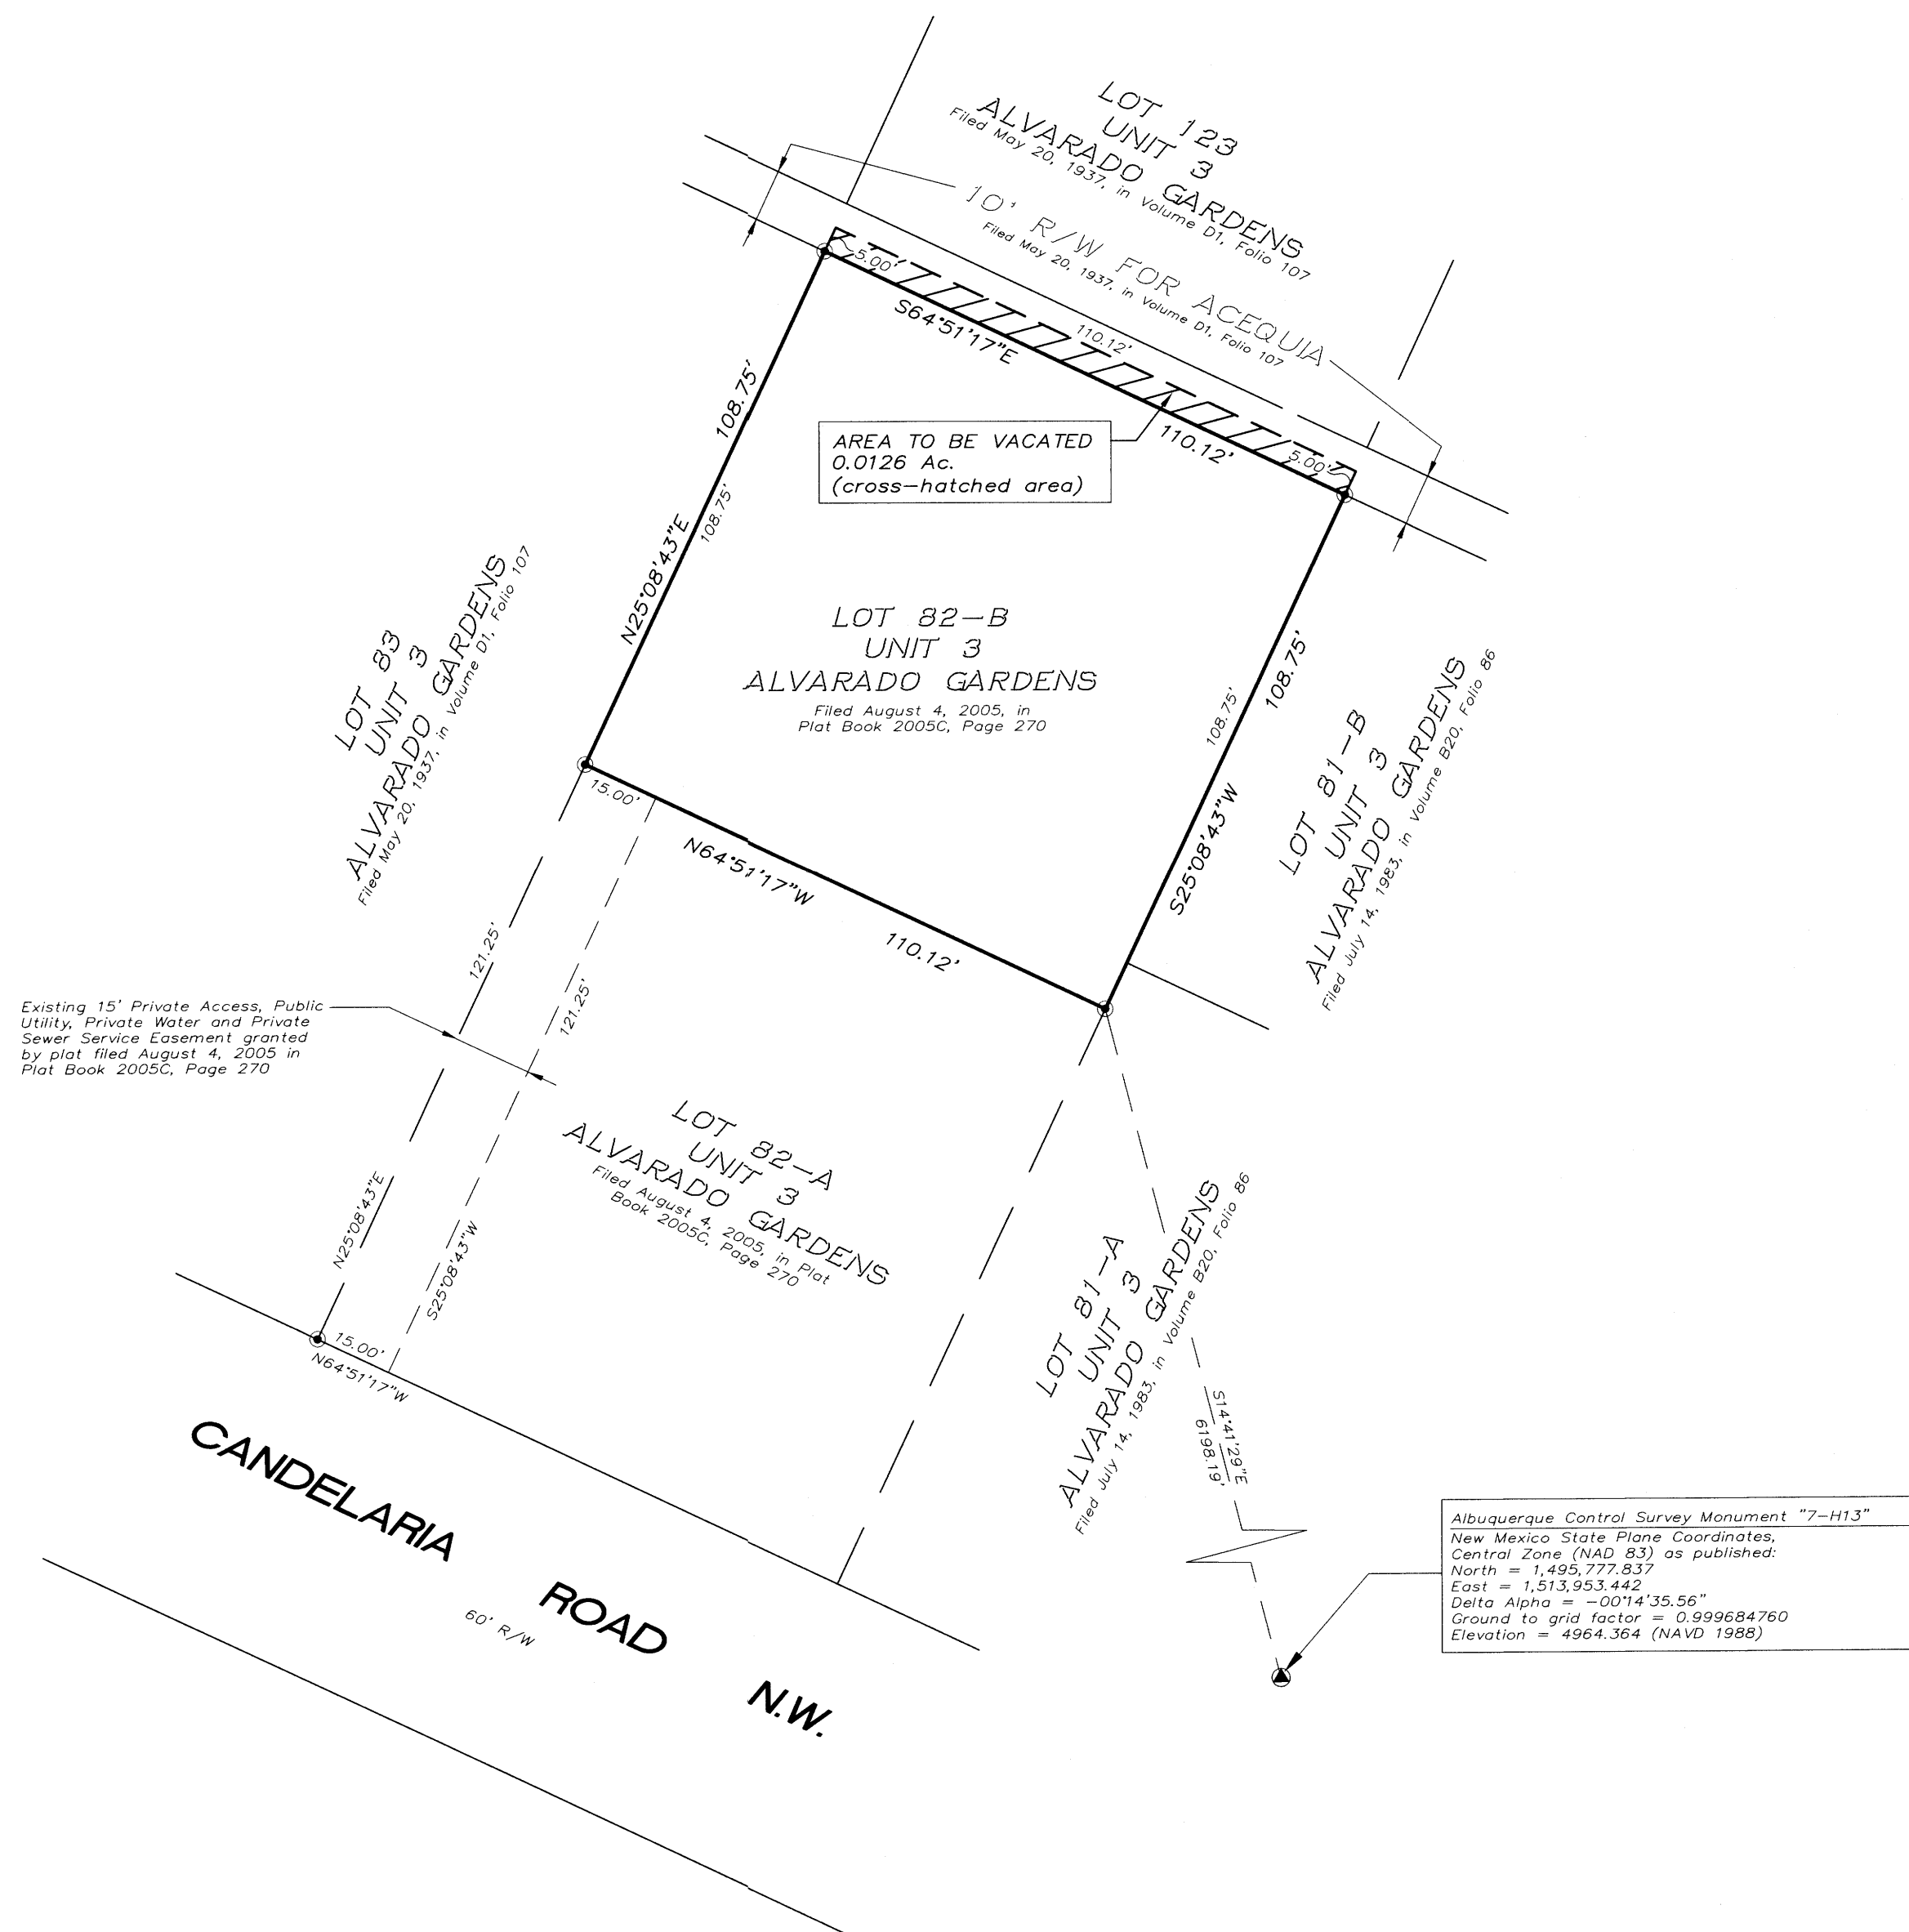 LOT 123
UNIT 3
ALVARADO GARDENS
Filed May 20, 1937, in Volume D1, Folio 107
10' R/W FOR ACEQUIA
Filed May 20, 1937, in Volume D1, Folio 107
5.00'
110.12'
S64°51'17"E
110.12'
5.00'
AREA TO BE VACATED
0.0126 Ac.
(cross-hatched area)
108.75'
N25°08'43"E
108.75'
LOT 82-B
UNIT 3
ALVARADO GARDENS
Filed August 4, 2005, in
Plat Book 2005C, Page 270
108.75'
108.75'
S25°08'43"W
LOT 83
UNIT 3
ALVARADO GARDENS
Filed May 20, 1937, in Volume D1, Folio 107
LOT 81-B
UNIT 3
ALVARADO GARDENS
Filed July 14, 1983, in Volume B20, Folio 86
15.00'
N64°51'17"W
110.12'
121.25'
121.25'
Existing 15' Private Access, Public
Utility, Private Water and Private
Sewer Service Easement granted
by plat filed August 4, 2005 in
Plat Book 2005C, Page 270
LOT 82-A
UNIT 3
ALVARADO GARDENS
Filed August 4, 2005, in Plat
Book 2005C, Page 270
N25°08'43"E
S25°08'43"W
15.00'
N64°51'17"W
LOT 81-A
UNIT 3
ALVARADO GARDENS
Filed July 14, 1983, in Volume B20, Folio 86
S14°41'29"E
6198.19'
CANDELARIA ROAD N.W.
60' R/W
Albuquerque Control Survey Monument "7-H13"
New Mexico State Plane Coordinates,
Central Zone (NAD 83) as published:
North = 1,495,777.837
East = 1,513,953.442
Delta Alpha = -00°14'35.56"
Ground to grid factor = 0.999684760
Elevation = 4964.364 (NAVD 1988)